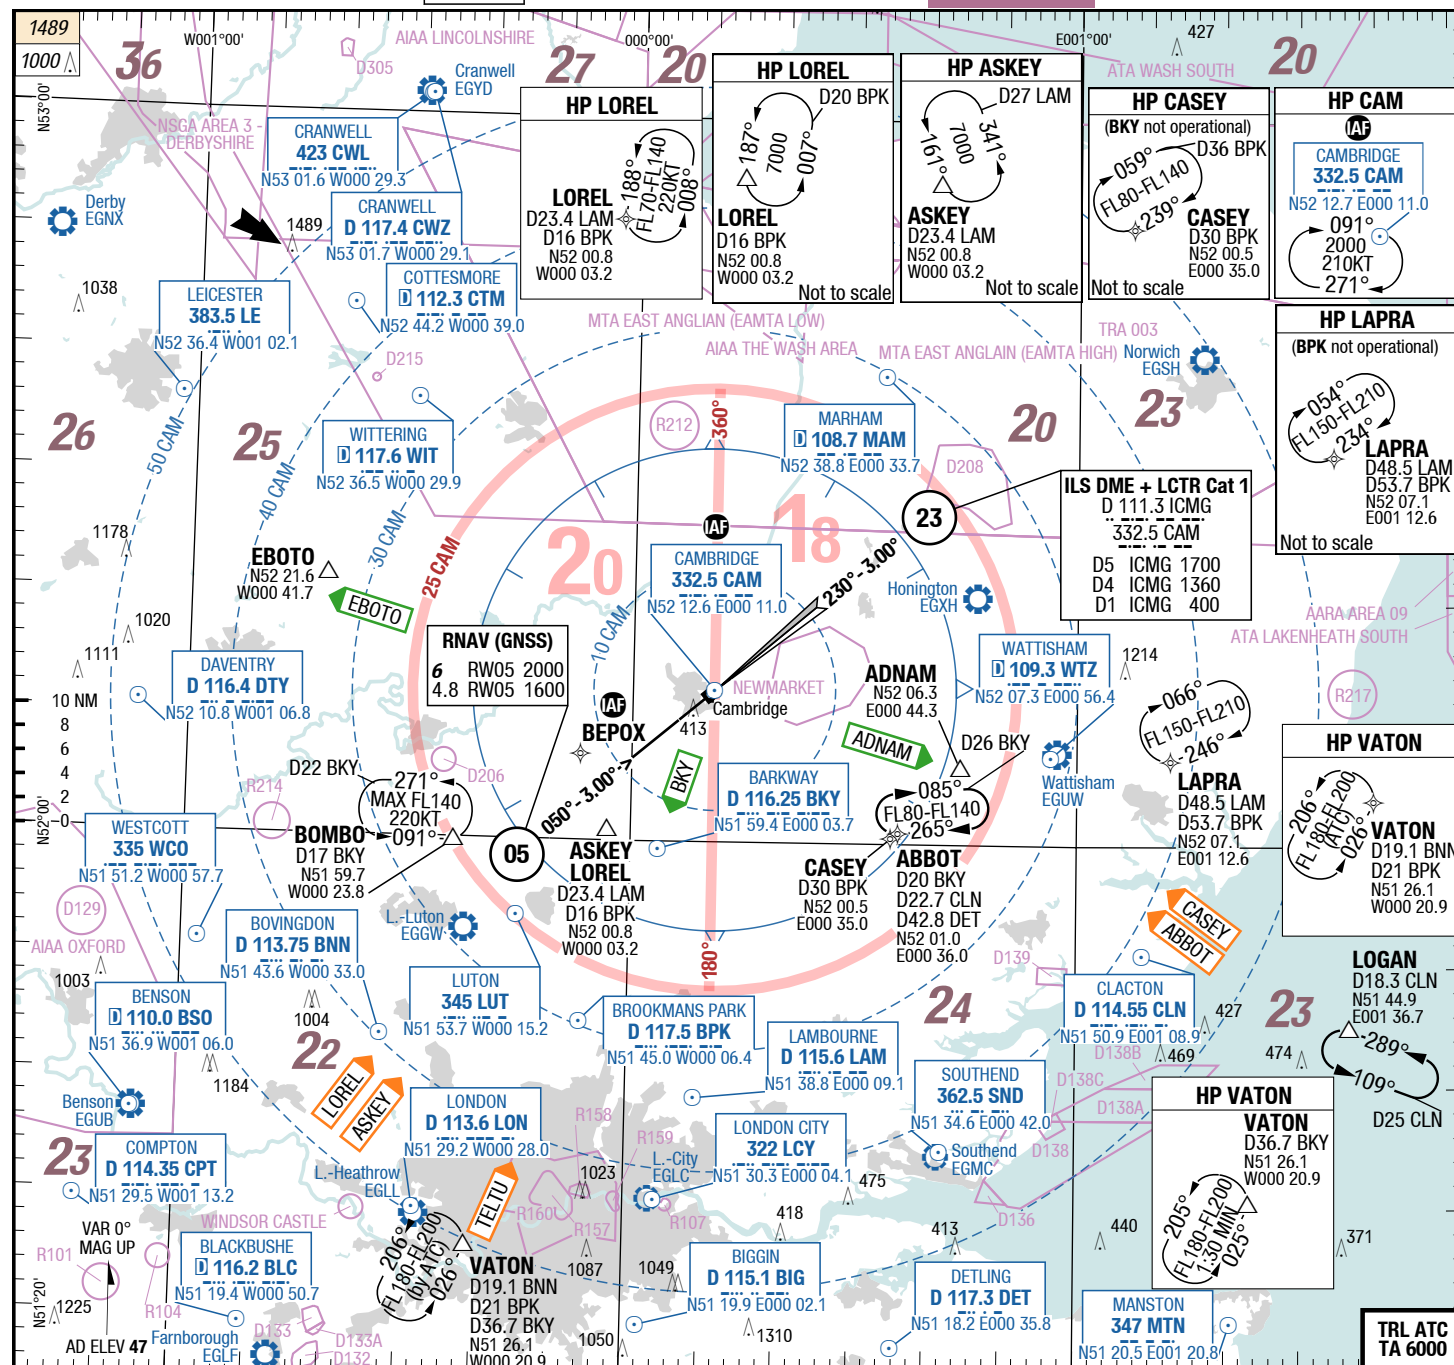 1489
1000
36
W001°00'
AIAA LINCOLNSHIRE
D305
Cranwell
EGYD
27
000°00'
20
E001°00'
427
ATA WASH SOUTH
20
N53°00'
NSGA AREA 3 -
DERBYSHIRE
CRANWELL
423 CWL
N53 01.6 W000 29.3
CRANWELL
D 117.4 CWZ
N53 01.7 W000 29.1
Derby
EGNX
1489
1038
COTTESMORE
D 112.3 CTM
N52 44.2 W000 39.0
LEICESTER
383.5 LE
N52 36.4 W001 02.1
D215
HP LOREL
188°
FL70-FL140
220KT
008°
LOREL
D23.4 LAM
D16 BPK
N52 00.8
W000 03.2
HP LOREL
D20 BPK
187°
7000
007°
LOREL
D16 BPK
N52 00.8
W000 03.2
Not to scale
HP ASKEY
D27 LAM
161°
7000
341°
ASKEY
D23.4 LAM
N52 00.8
W000 03.2
Not to scale
HP CASEY
(BKY not operational)
D36 BPK
059°
FL80-FL140
239°
CASEY
D30 BPK
N52 00.5
E000 35.0
Not to scale
HP CAM
IAF
CAMBRIDGE
332.5 CAM
N52 12.7 E000 11.0
091°
2000
210KT
271°
HP LAPRA
(BPK not operational)
054°
FL150-FL210
234°
LAPRA
D48.5 LAM
D53.7 BPK
N52 07.1
E001 12.6
Not to scale
MTA EAST ANGLIAN (EAMTA LOW)
AIAA THE WASH AREA
MTA EAST ANGLAIN (EAMTA HIGH)
TRA 003
Norwich
EGSH
23
26
25
50 CAM
40 CAM
30 CAM
25 CAM
10 CAM
WITTERING
D 117.6 WIT
N52 36.5 W000 29.9
R212
360°
MARHAM
D 108.7 MAM
N52 38.8 E000 33.7
20
D208
23
ILS DME + LCTR Cat 1
D 111.3 ICMG
332.5 CAM
D5 ICMG 1700
D4 ICMG 1360
D1 ICMG 400
1178
EBOTO
N52 21.6
W000 41.7
EBOTO
20
IAF
18
CAMBRIDGE
332.5 CAM
N52 12.6 E000 11.0
230° - 3.00°
Honington
EGXH
AARA AREA 09
ATA LAKENHEATH SOUTH
1020
1111
RNAV (GNSS)
6 RW05 2000
4.8 RW05 1600
DAVENTRY
D 116.4 DTY
N52 10.8 W001 06.8
10 NM
8
6
4
2
0
N52°00'
NEWMARKET
Cambridge
413
ADNAM
N52 06.3
E000 44.3
WATTISHAM
D 109.3 WTZ
N52 07.3 E000 56.4
1214
R217
IAF
BEPOX
BKY
ADNAM
D26 BKY
Wattisham
EGUW
066°
FL150-FL210
246°
LAPRA
D48.5 LAM
D53.7 BPK
N52 07.1
E001 12.6
D206
R214
D22 BKY
271°
MAX FL140
220KT
091°
BOMBO
D17 BKY
N51 59.7
W000 23.8
050° - 3.00°
05
BARKWAY
D 116.25 BKY
N51 59.4 E000 03.7
085°
FL80-FL140
265°
CASEY
D30 BPK
N52 00.5
E000 35.0
ABBOT
D20 BKY
D22.7 CLN
D42.8 DET
N52 01.0
E000 36.0
HP VATON
206°
FL180-FL200
(ATC)
026°
VATON
D19.1 BNN
D21 BPK
N51 26.1
W000 20.9
WESTCOTT
335 WCO
N51 51.2 W000 57.7
ASKEY
LOREL
D23.4 LAM
D16 BPK
N52 00.8
W000 03.2
D129
AIAA OXFORD
BOVINGDON
D 113.75 BNN
N51 43.6 W000 33.0
L.-Luton
EGGW
CASEY
ABBOT
1003
1004
180°
D139
LOGAN
D18.3 CLN
N51 44.9
E001 36.7
289°
109°
D25 CLN
BENSON
D 110.0 BSO
N51 36.9 W001 06.0
1184
LUTON
345 LUT
N51 53.7 W000 15.2
BROOKMANS PARK
D 117.5 BPK
N51 45.0 W000 06.4
LAMBOURNE
D 115.6 LAM
N51 38.8 E000 09.1
24
CLACTON
D 114.55 CLN
N51 50.9 E001 08.9
427
469
23
474
22
Benson
EGUB
LOREL
ASKEY
LONDON
D 113.6 LON
N51 29.2 W000 28.0
R158
SOUTHEND
362.5 SND
N51 34.6 E000 42.0
D138C
D138B
D138A
D138
HP VATON
VATON
D36.7 BKY
N51 26.1
W000 20.9
205°
FL180-FL200
1:30 MIN
025°
23
COMPTON
D 114.35 CPT
N51 29.5 W001 13.2
L.-Heathrow
EGLL
WINDSOR CASTLE
TELTU
1023
R159
L.-City
EGLC
R160
R157
R107
LONDON CITY
322 LCY
N51 30.3 E000 04.1
Southend
EGMC
475
418
D136
413
440
371
VAR 0°
MAG UP
R101
R104
1225
AD ELEV 47
N51°20'
BLACKBUSHE
D 116.2 BLC
N51 19.4 W000 50.7
Farnborough
EGLF
D133
D133A
D132
206°
FL180-FL200
(by ATC)
026°
VATON
D19.1 BNN
D21 BPK
D36.7 BKY
N51 26.1
W000 20.9
1087
1049
1050
BIGGIN
D 115.1 BIG
N51 19.9 E000 02.1
1310
DETLING
D 117.3 DET
N51 18.2 E000 35.8
MANSTON
347 MTN
N51 20.5 E001 20.8
TRL ATC
TA 6000